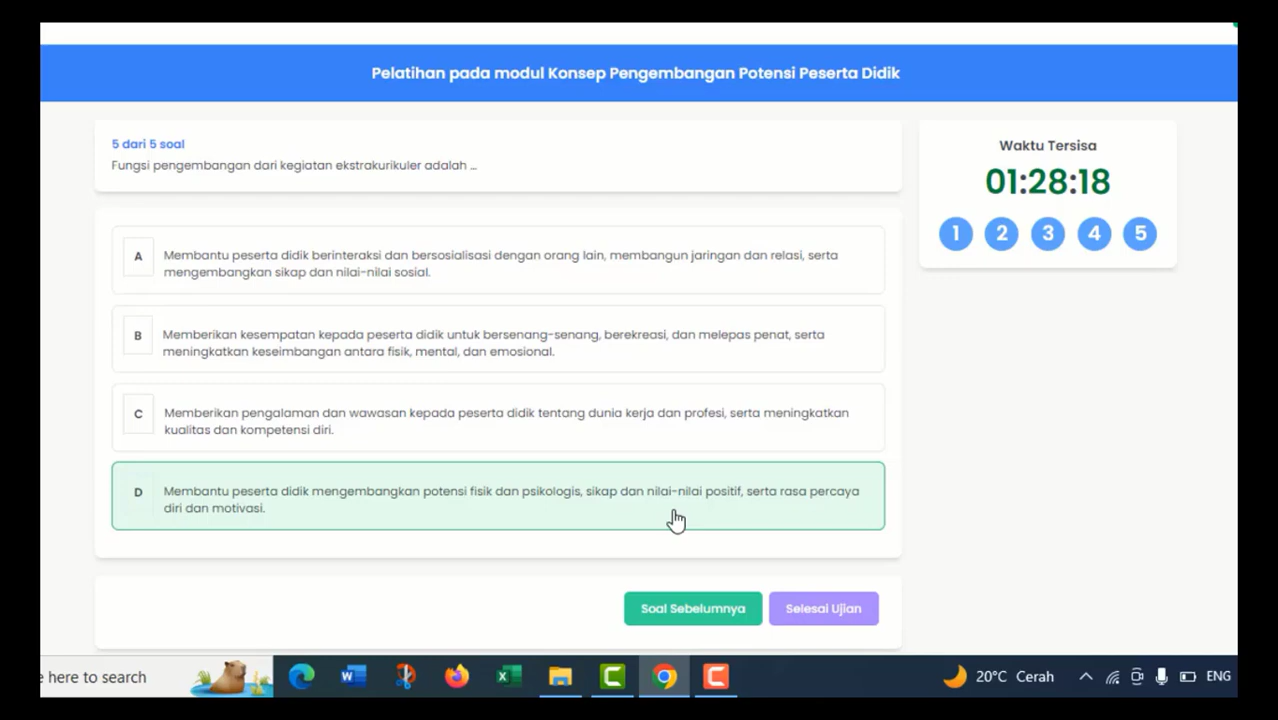 Pelatihan pada modul Konsep Pengembangan Potensi Peserta Didik
5 dari 5 soal
Fungsi pengembangan dari kegiatan ekstrakurikuler adalah ...
Waktu Tersisa
01:28:18
1 2 3 4 5
A
Membantu peserta didik berinteraksi dan bersosialisasi dengan orang lain, membangun jaringan dan relasi, serta
mengembangkan sikap dan nilai-nilai sosial.
B
Memberikan kesempatan kepada peserta didik untuk bersenang-senang, berekreasi, dan melepas penat, serta
meningkatkan keseimbangan antara fisik, mental, dan emosional.
C
Memberikan pengalaman dan wawasan kepada peserta didik tentang dunia kerja dan profesi, serta meningkatkan
kualitas dan kompetensi diri.
D
Membantu peserta didik mengembangkan potensi fisik dan psikologis, sikap dan nilai-nilai positif, serta rasa percaya
diri dan motivasi.
Soal Sebelumnya
Selesai Ujian
e here to search
20°C Cerah
ENG